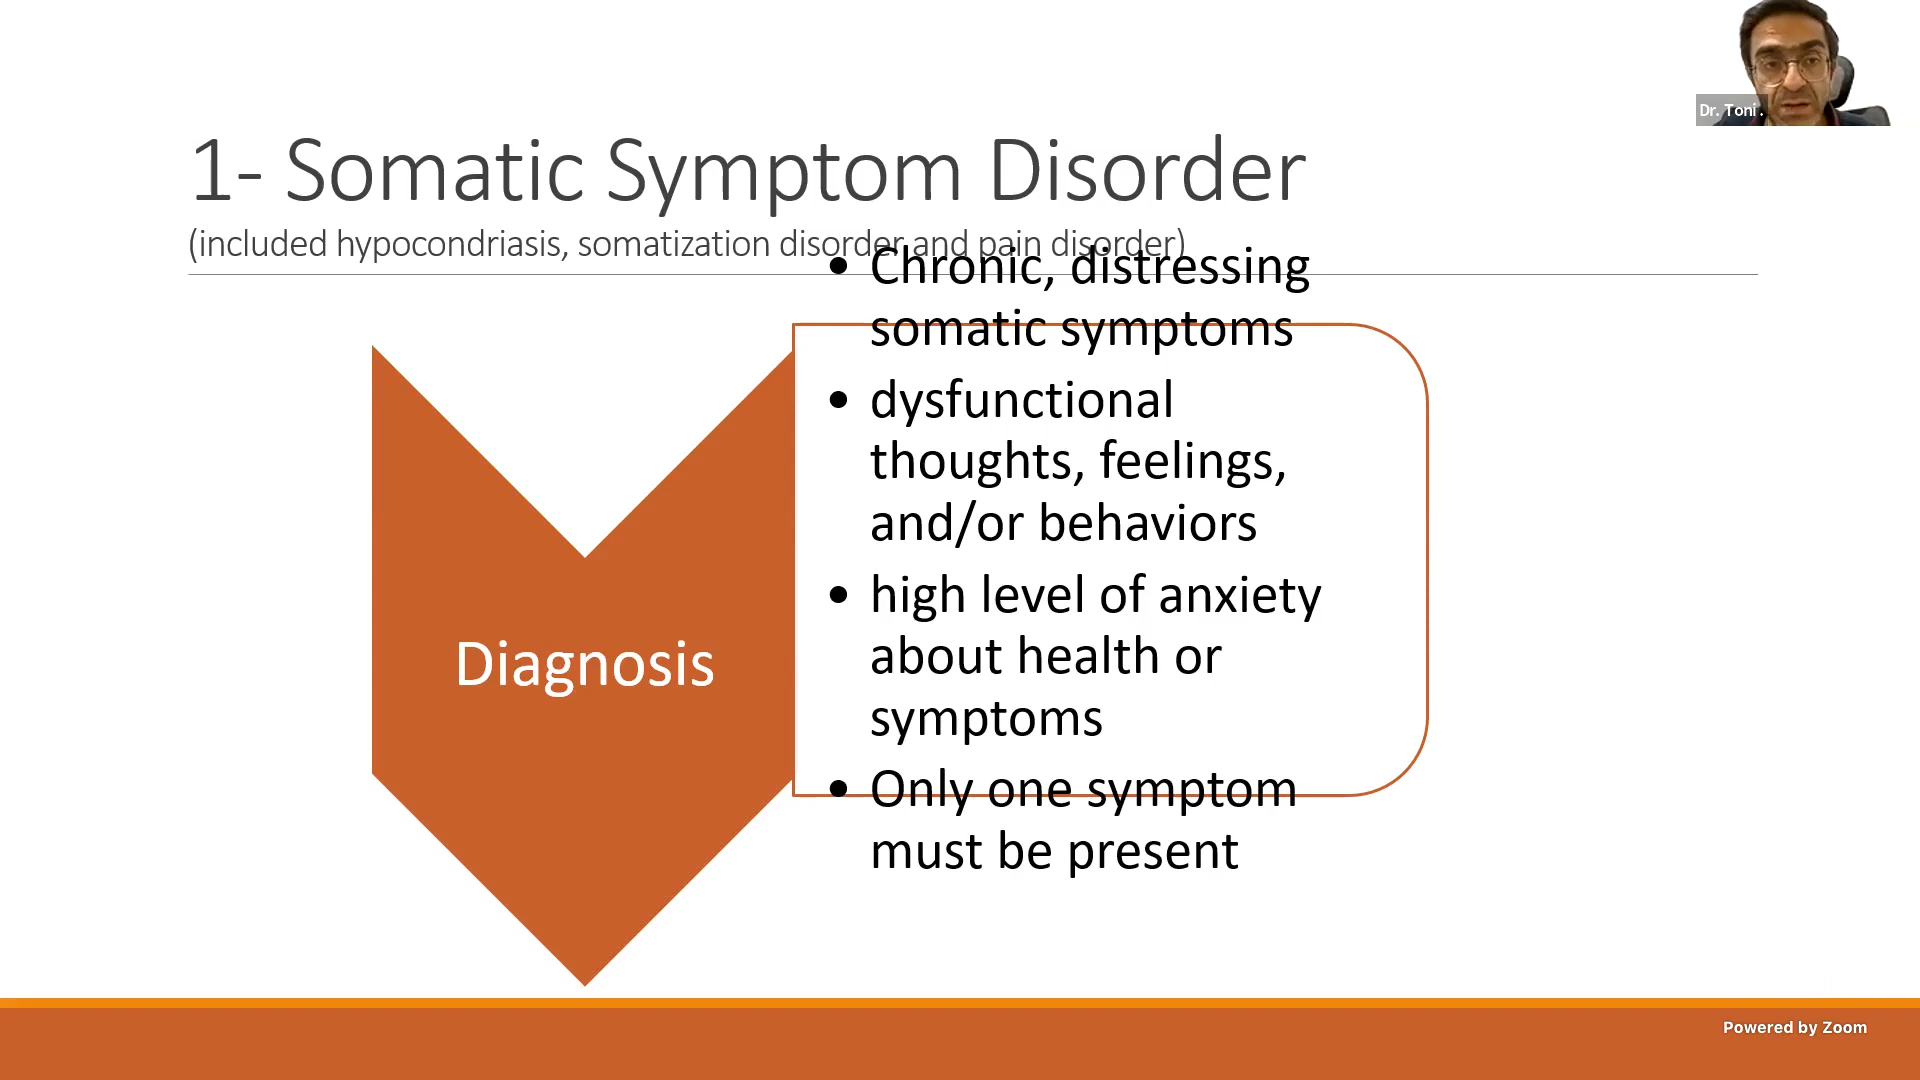 Dr. Toni .
1- Somatic Symptom Disorder
(included hypocondriasis, somatization disorder and pain disorder)
• Chronic, distressing
somatic symptoms
• dysfunctional
thoughts, feelings,
and/or behaviors
• high level of anxiety
about health or
symptoms
• Only one symptom
must be present
Diagnosis
Powered by Zoom